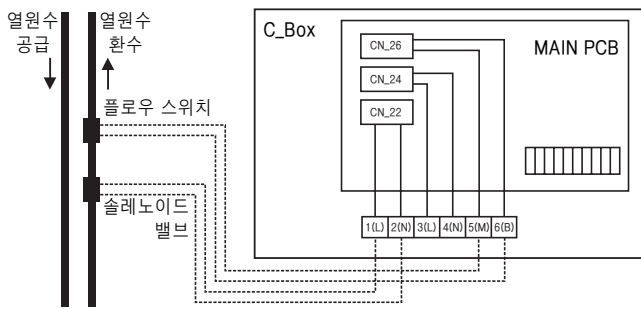 열원수
공급
열원수
환수
플로우 스위치
솔레노이드
밸브
C_Box
MAIN PCB
CN_26
CN_24
CN_22
1(L) 2(N) 3(L) 4(N) 5(M) 6(B)